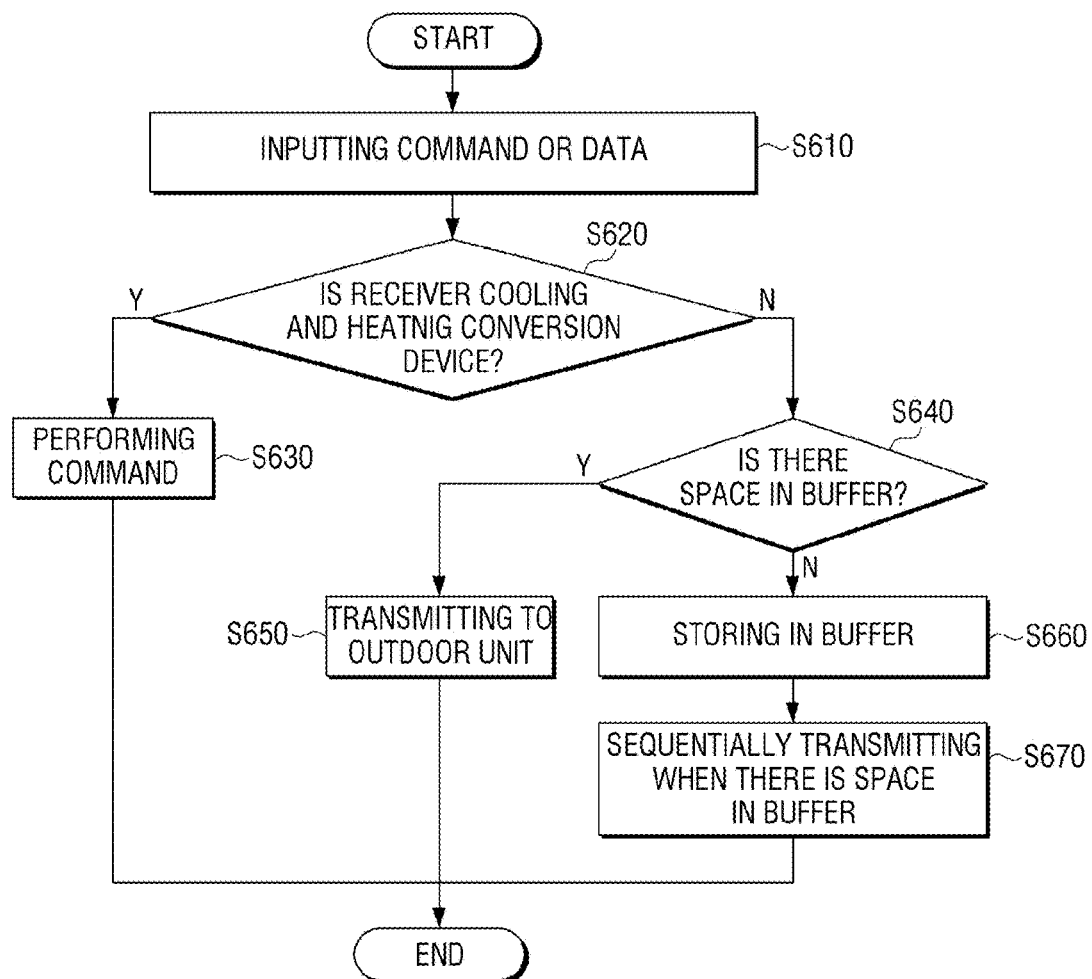 START
INPUTTING COMMAND OR DATA
S610
S620
IS RECEIVER COOLING
AND HEATNIG CONVERSION
DEVICE?
Y
N
PERFORMING
COMMAND
S630
S640
IS THERE
SPACE IN BUFFER?
Y
N
S650
TRANSMITTING TO
OUTDOOR UNIT
STORING IN BUFFER
S660
SEQUENTIALLY TRANSMITTING
WHEN THERE IS SPACE
IN BUFFER
S670
END